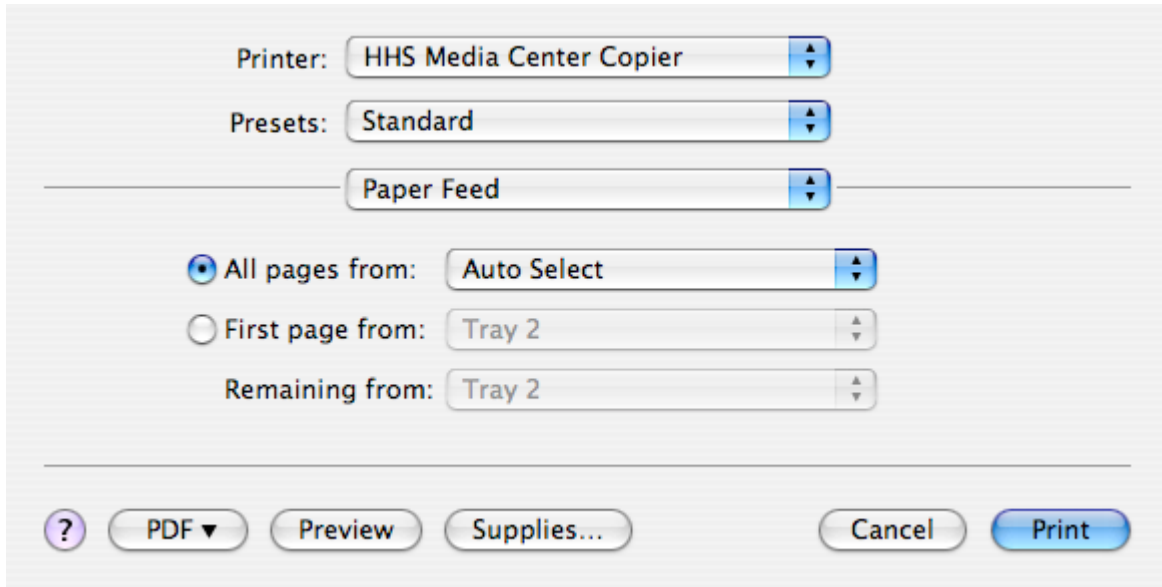 Printer: HHS Media Center Copier
Presets: Standard
Paper Feed
All pages from: Auto Select
First page from: Tray 2
Remaining from: Tray 2
? PDF ▼ Preview Supplies... Cancel Print